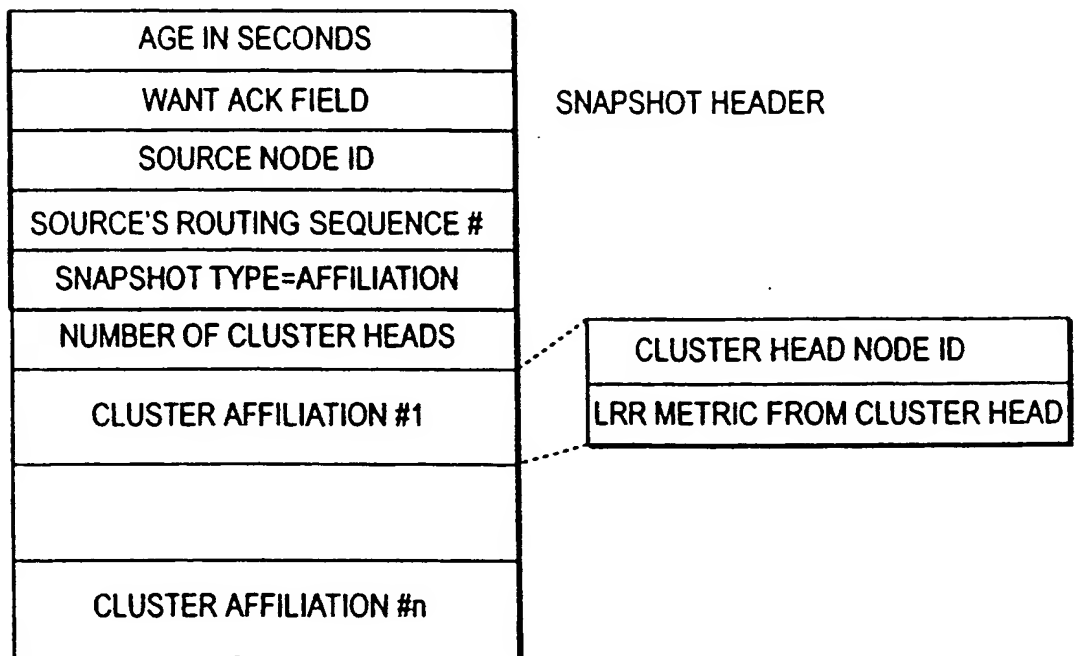 AGE IN SECONDS
WANT ACK FIELD
SNAPSHOT HEADER
SOURCE NODE ID
SOURCE'S ROUTING SEQUENCE #
SNAPSHOT TYPE=AFFILIATION
NUMBER OF CLUSTER HEADS
CLUSTER HEAD NODE ID
CLUSTER AFFILIATION #1
LRR METRIC FROM CLUSTER HEAD
CLUSTER AFFILIATION #n